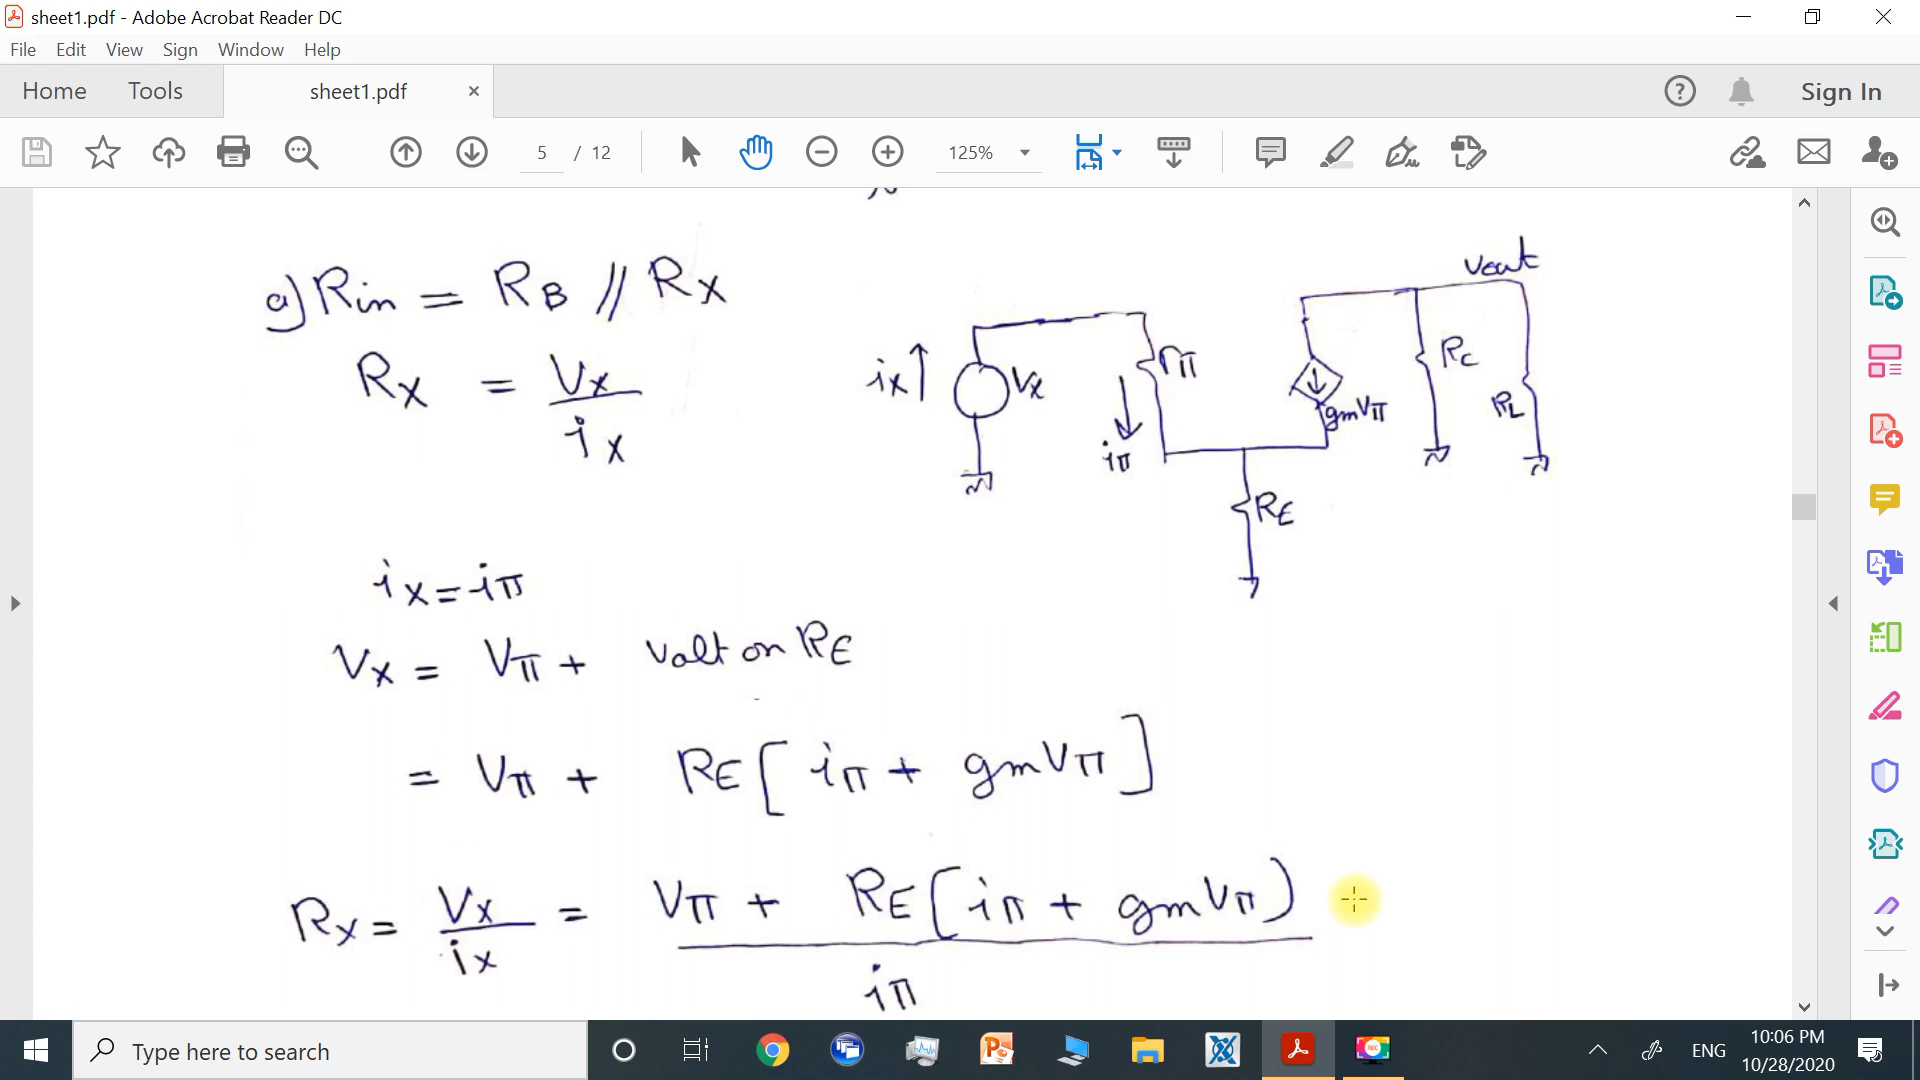 sheet1.pdf - Adobe Acrobat Reader DC
File Edit View Sign Window Help
Home Tools sheet1.pdf × Sign In
5 / 12 125%
a) Rin = RB // RX
RX = VX / iX
iX = iπ
VX = Vπ + Volt on RE
= Vπ + RE [ iπ + gmVπ ]
RX = VX / iX = Vπ + RE [ iπ + gmVπ ) / iπ
Vout
iX
VX
rπ
iπ
gmVπ
RC
RL
RE
Type here to search
ENG
10:06 PM
10/28/2020